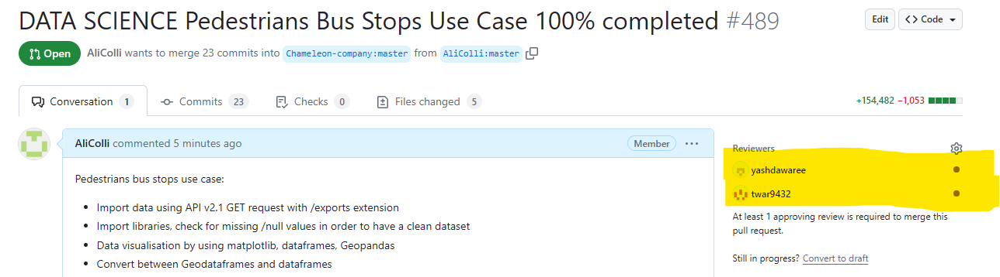 DATA SCIENCE Pedestrians Bus Stops Use Case 100% completed #489
Edit
<> Code
Open
AliColli wants to merge 23 commits into Chameleon-company:master from AliColli:master
Conversation 1
Commits 23
Checks 0
Files changed 5
+154,482 −1,053
AliColli commented 5 minutes ago
Member
...
Pedestrians bus stops use case:
• Import data using API v2.1 GET request with /exports extension
• Import libraries, check for missing /null values in order to have a clean dataset
• Data visualisation by using matplotlib, dataframes, Geopandas
• Convert between Geodataframes and dataframes
Reviewers
yashdawaree
twar9432
At least 1 approving review is required to merge this
pull request.
Still in progress? Convert to draft